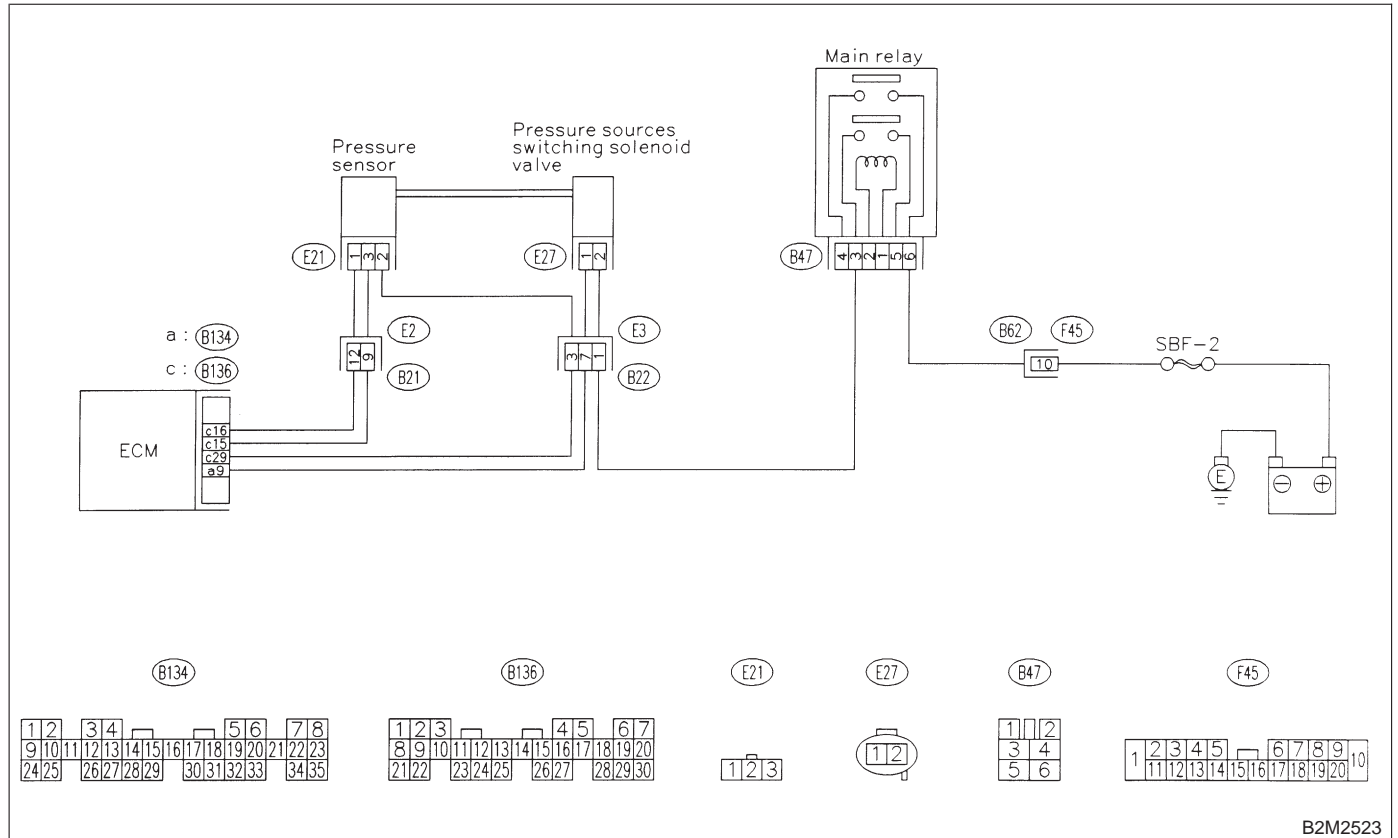 Main relay
Pressure sources
switching solenoid
valve
Pressure
sensor
E21
1 3 2
E27
1 2
B47
4 3 2 1 5 6
a : B134
c : B136
E2
12 9
B21
E3
3 7 1
B22
B62
F45
10
SBF-2
ECM
c16
c15
c29
a9
E
− +
B134
B136
E21
E27
B47
F45
1 2 3 4 5 6 7 8
9 10 11 12 13 14 15 16 17 18 19 20 21 22 23
24 25 26 27 28 29 30 31 32 33 34 35
1 2 3 4 5 6 7
8 9 10 11 12 13 14 15 16 17 18 19 20
21 22 23 24 25 26 27 28 29 30
1 2 3
1 2
1 2
3 4
5 6
1 2 3 4 5 6 7 8 9 10
11 12 13 14 15 16 17 18 19 20
B2M2523